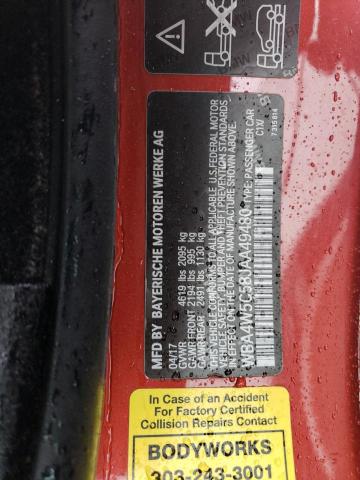 MFD BY BAYERISCHE MOTOREN WERKE AG
04/17
GVWR 4619 lbs 2095 kg
GAWR FRONT 2194 lbs 995 kg
GAWR REAR 2491 lbs 1130 kg
THIS VEHICLE CONFORMS TO ALL APPLICABLE U.S. FEDERAL MOTOR
VEHICLE SAFETY, BUMPER AND THEFT PREVENTION STANDARDS
IN EFFECT ON THE DATE OF MANUFACTURE SHOWN ABOVE.
TYPE: PASSENGER CAR
C1V
7315614
In Case of an Accident
For Factory Certified
Collision Repairs Contact
BODYWORKS
303-243-3001